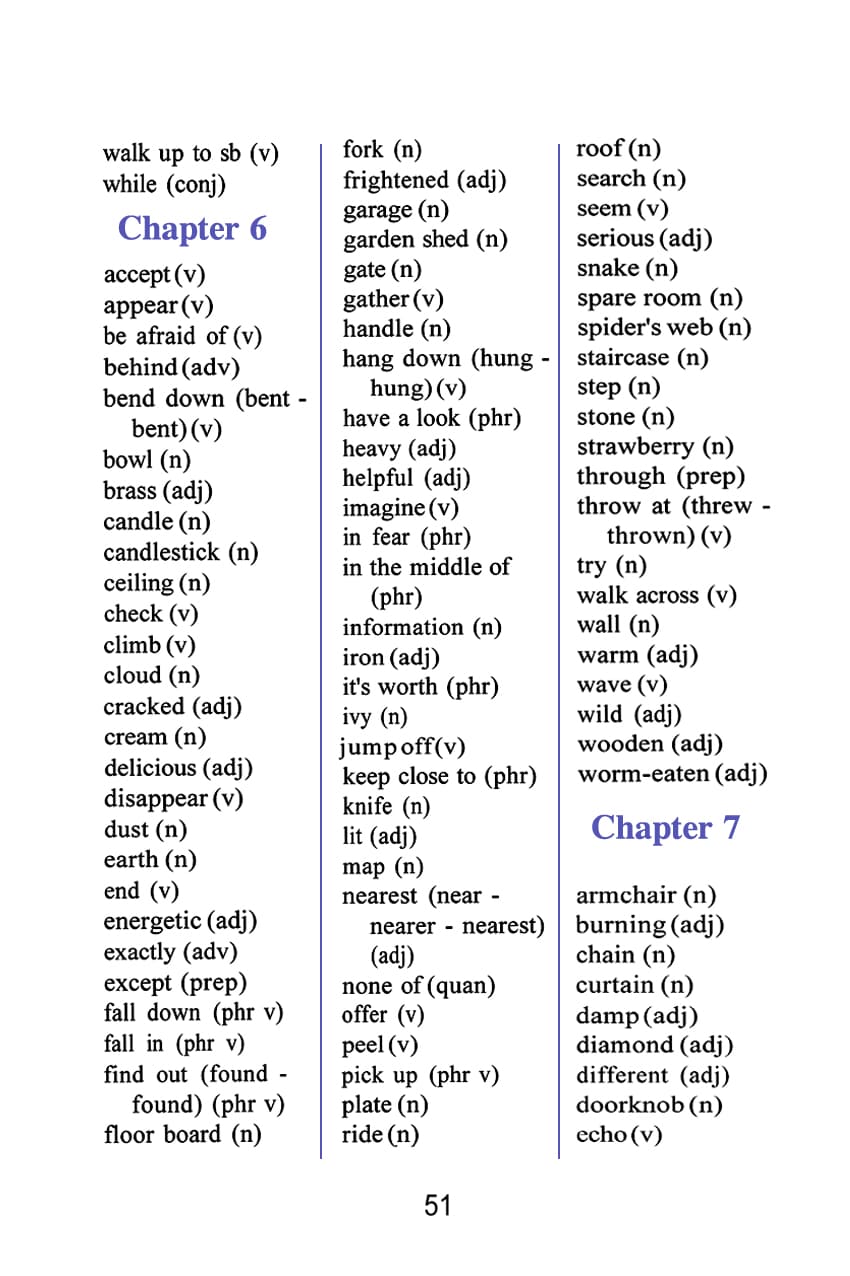 walk up to sb (v)
while (conj)
Chapter 6
accept (v)
appear (v)
be afraid of (v)
behind (adv)
bend down (bent -
bent) (v)
bowl (n)
brass (adj)
candle (n)
candlestick (n)
ceiling (n)
check (v)
climb (v)
cloud (n)
cracked (adj)
cream (n)
delicious (adj)
disappear (v)
dust (n)
earth (n)
end (v)
energetic (adj)
exactly (adv)
except (prep)
fall down (phr v)
fall in (phr v)
find out (found -
found) (phr v)
floor board (n)
fork (n)
frightened (adj)
garage (n)
garden shed (n)
gate (n)
gather (v)
handle (n)
hang down (hung -
hung) (v)
have a look (phr)
heavy (adj)
helpful (adj)
imagine (v)
in fear (phr)
in the middle of
(phr)
information (n)
iron (adj)
it's worth (phr)
ivy (n)
jump off (v)
keep close to (phr)
knife (n)
lit (adj)
map (n)
nearest (near -
nearer - nearest)
(adj)
none of (quan)
offer (v)
peel (v)
pick up (phr v)
plate (n)
ride (n)
roof (n)
search (n)
seem (v)
serious (adj)
snake (n)
spare room (n)
spider's web (n)
staircase (n)
step (n)
stone (n)
strawberry (n)
through (prep)
throw at (threw -
thrown) (v)
try (n)
walk across (v)
wall (n)
warm (adj)
wave (v)
wild (adj)
wooden (adj)
worm-eaten (adj)
Chapter 7
armchair (n)
burning (adj)
chain (n)
curtain (n)
damp (adj)
diamond (adj)
different (adj)
doorknob (n)
echo (v)
51